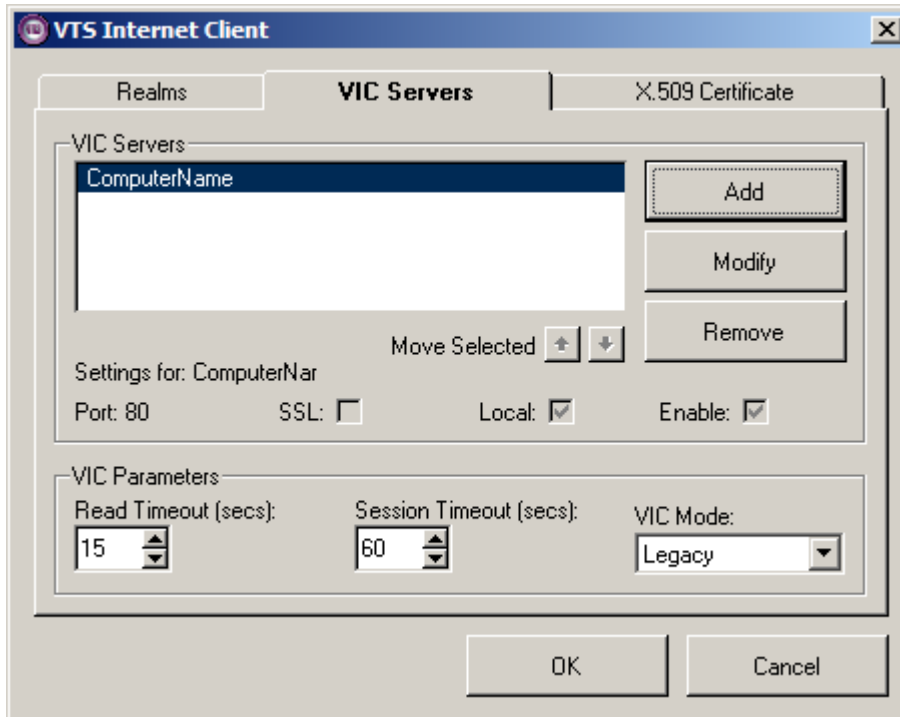 VTS Internet Client
Realms VIC Servers X.509 Certificate
VIC Servers
ComputerName
Add
Modify
Remove
Move Selected
Settings for: ComputerNar
Port: 80 SSL: Local: Enable:
VIC Parameters
Read Timeout (secs): Session Timeout (secs): VIC Mode:
15 60 Legacy
OK Cancel